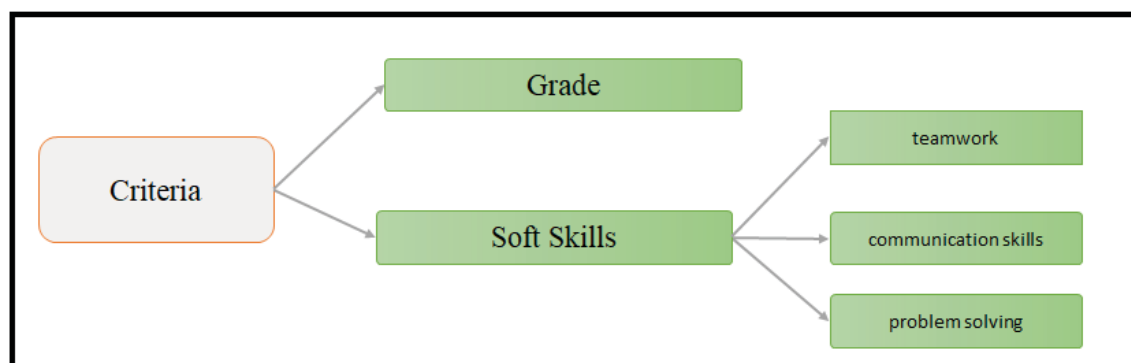 Grade
Criteria
Soft Skills
teamwork
communication skills
problem solving